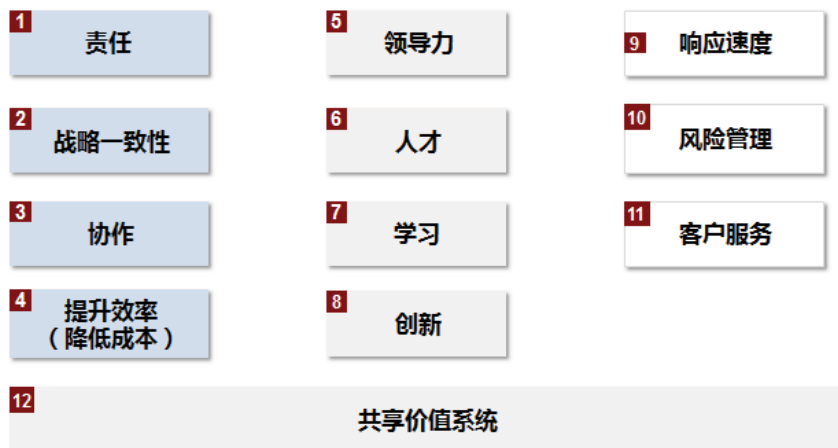 1
责任
2
战略一致性
3
协作
4
提升效率
（降低成本）
5
领导力
6
人才
7
学习
8
创新
9
响应速度
10
风险管理
11
客户服务
12
共享价值系统